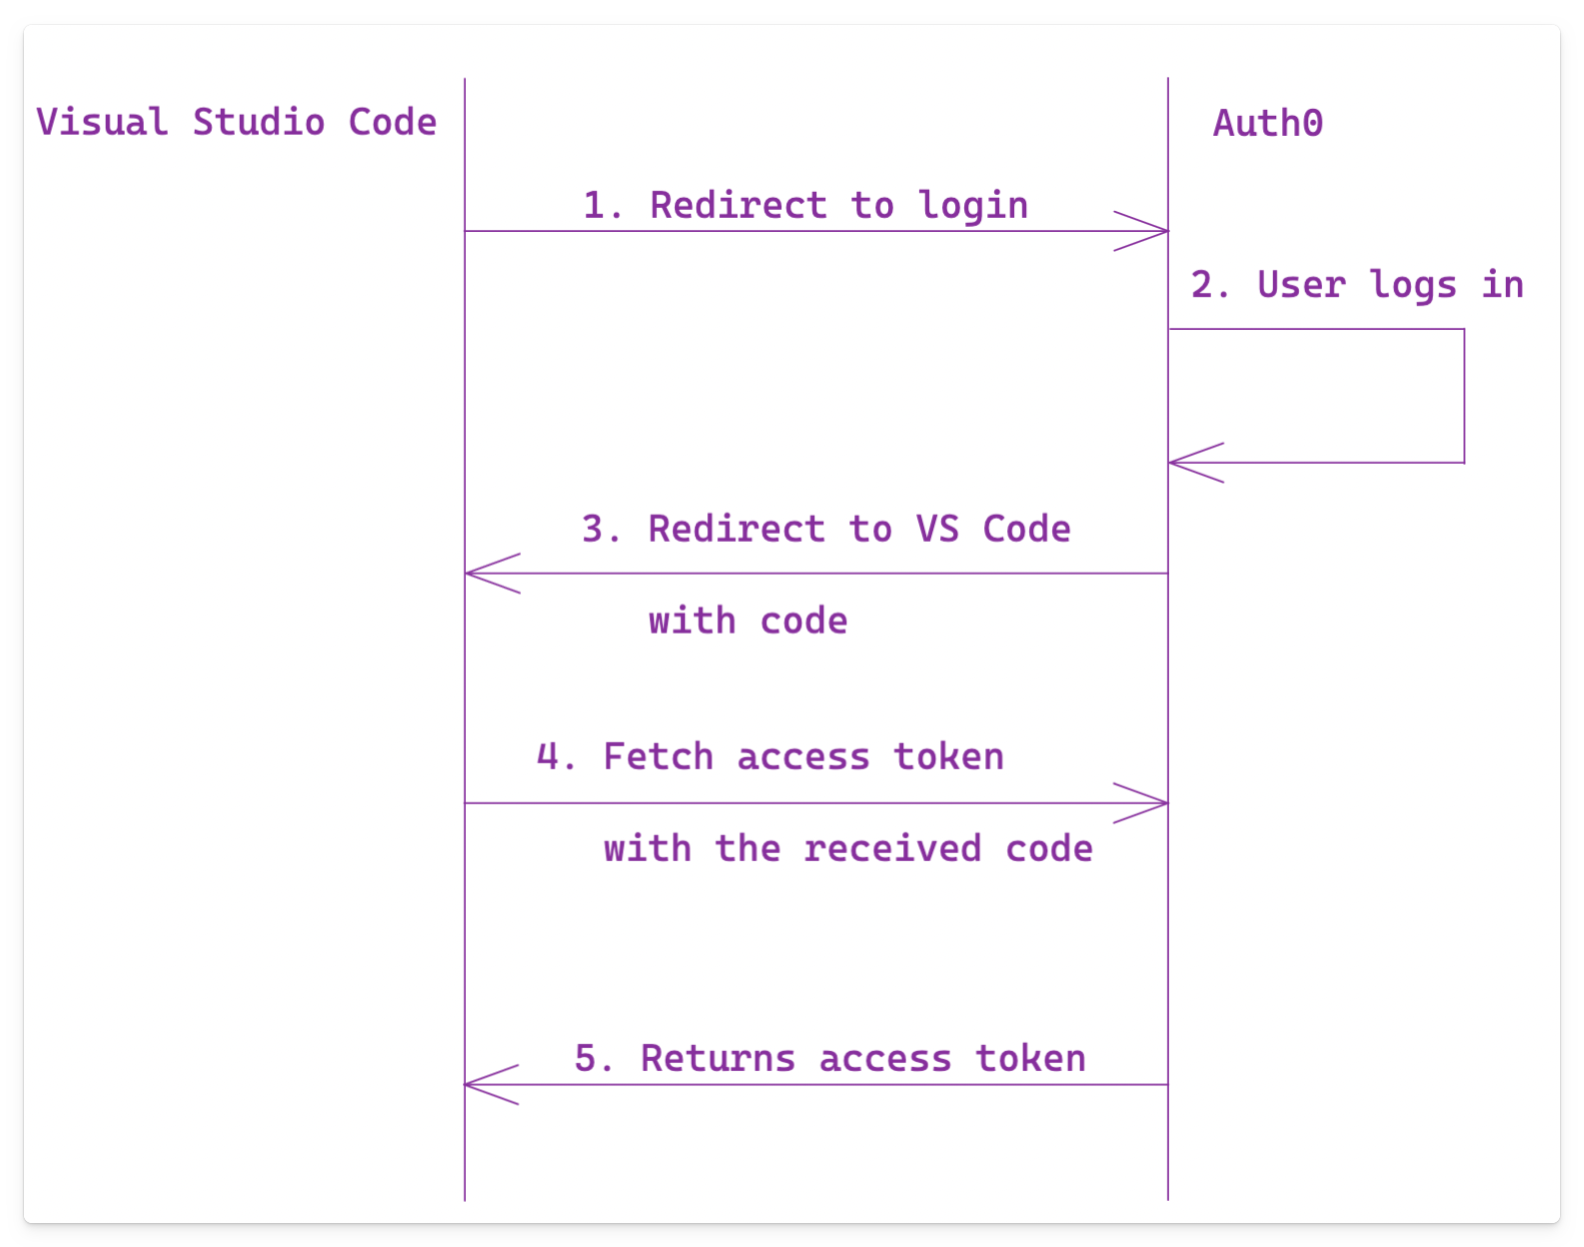 Visual Studio Code
Auth0
1. Redirect to login
2. User logs in
3. Redirect to VS Code
with code
4. Fetch access token
with the received code
5. Returns access token